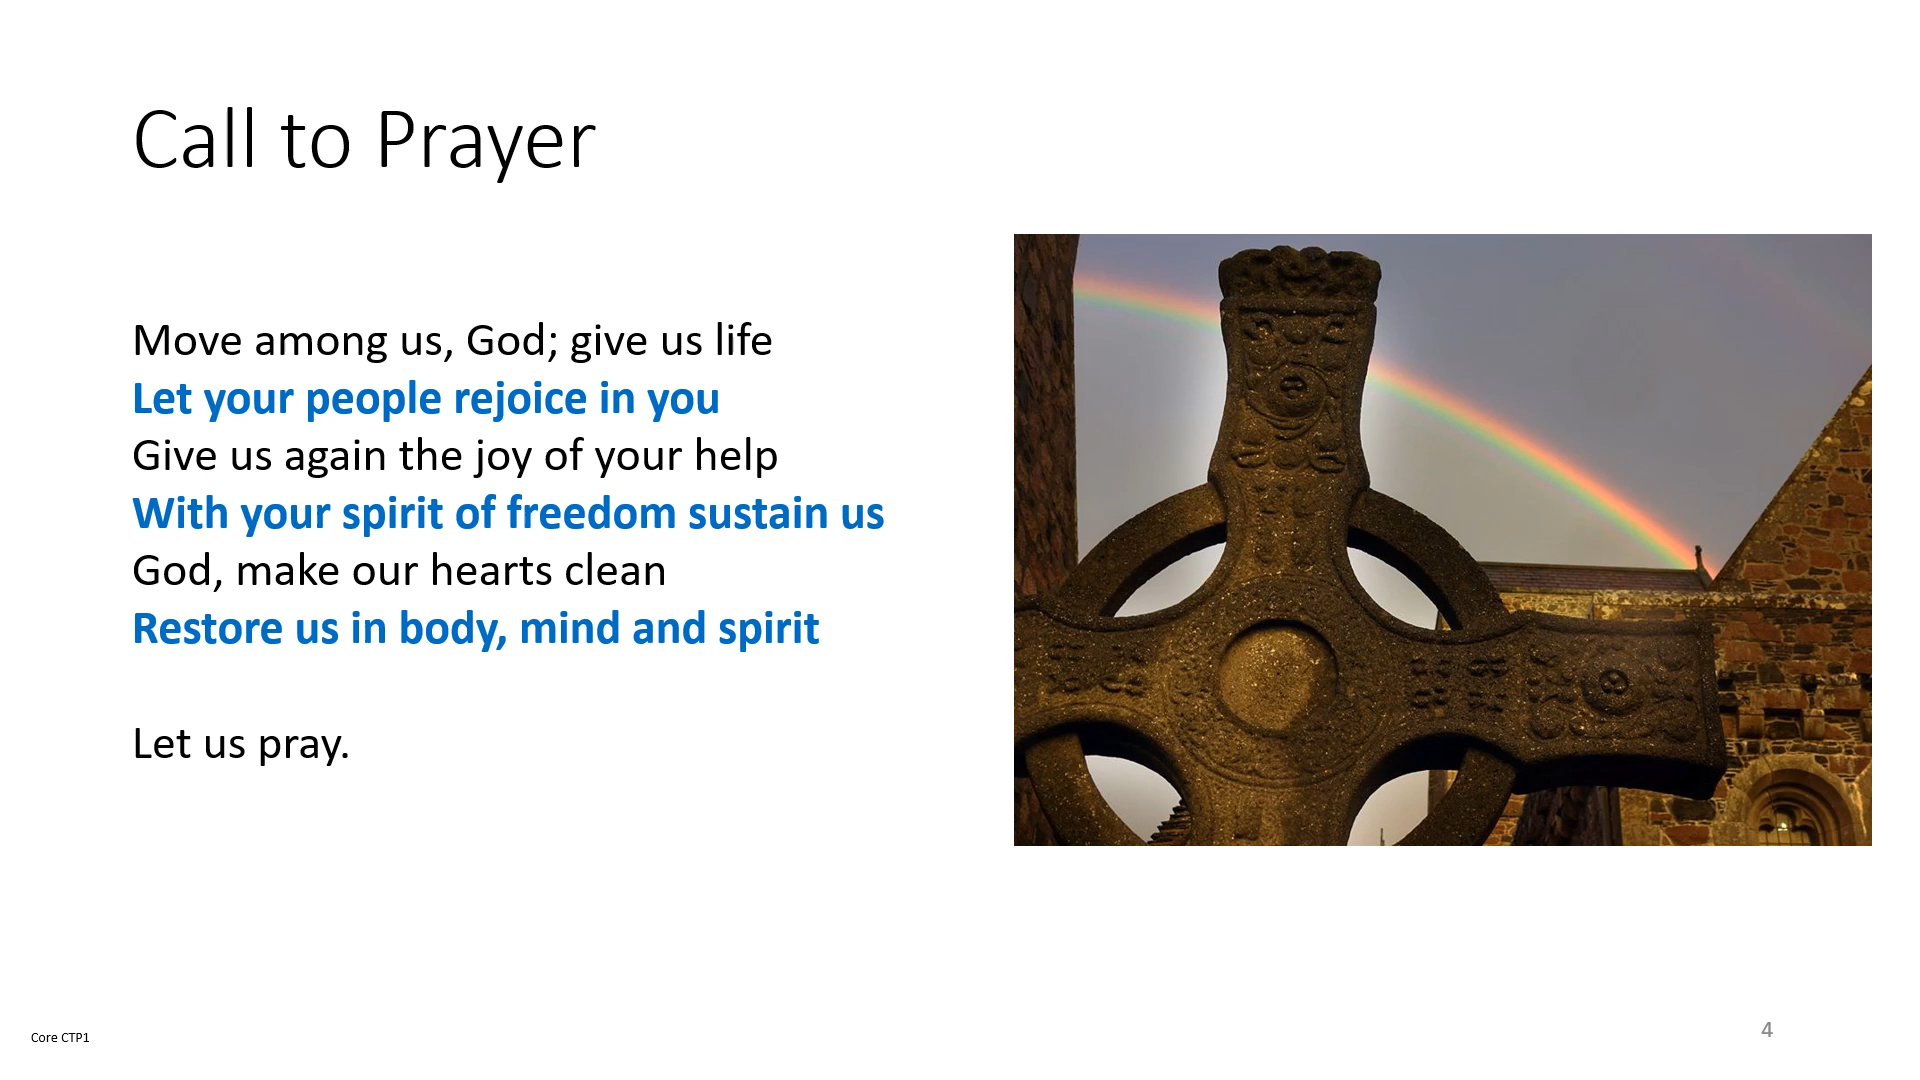 Call to Prayer
Move among us, God; give us life
Let your people rejoice in you
Give us again the joy of your help
With your spirit of freedom sustain us
God, make our hearts clean
Restore us in body, mind and spirit
Let us pray.
Core CTP1
4